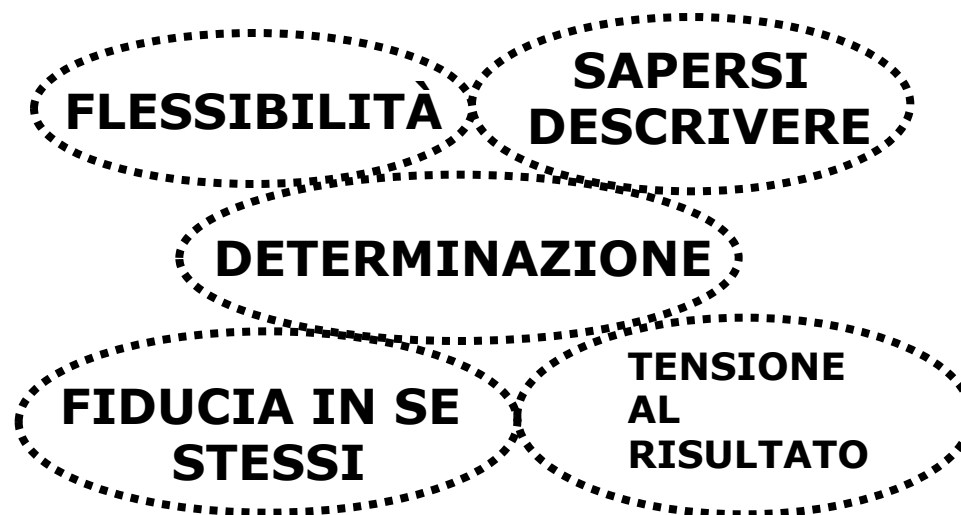 FLESSIBILITÀ
SAPERSI
DESCRIVERE
DETERMINAZIONE
FIDUCIA IN SE
STESSI
TENSIONE
AL
RISULTATO